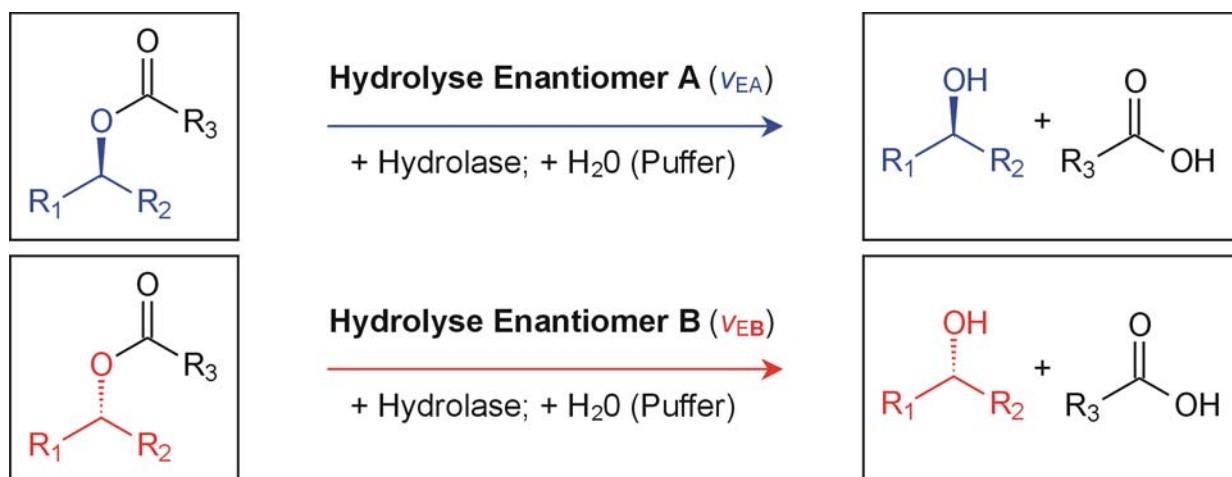 O
O
R₃
R₁
R₂
Hydrolyse Enantiomer A (vEA)
+ Hydrolase; + H₂0 (Puffer)
OH
R₁
R₂
+
O
R₃
OH
O
O
R₃
R₁
R₂
Hydrolyse Enantiomer B (vEB)
+ Hydrolase; + H₂0 (Puffer)
OH
R₁
R₂
+
O
R₃
OH